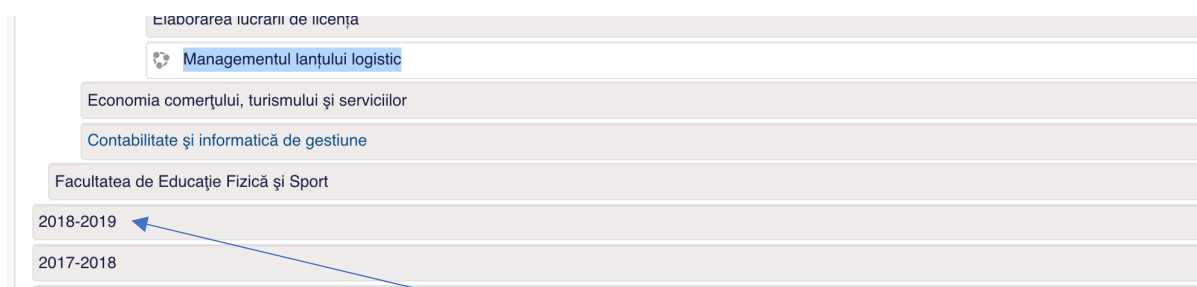 Elaborarea lucrării de licență
Managementul lanțului logistic
Economia comerţului, turismului şi serviciilor
Contabilitate şi informatică de gestiune
Facultatea de Educaţie Fizică şi Sport
2018-2019
2017-2018